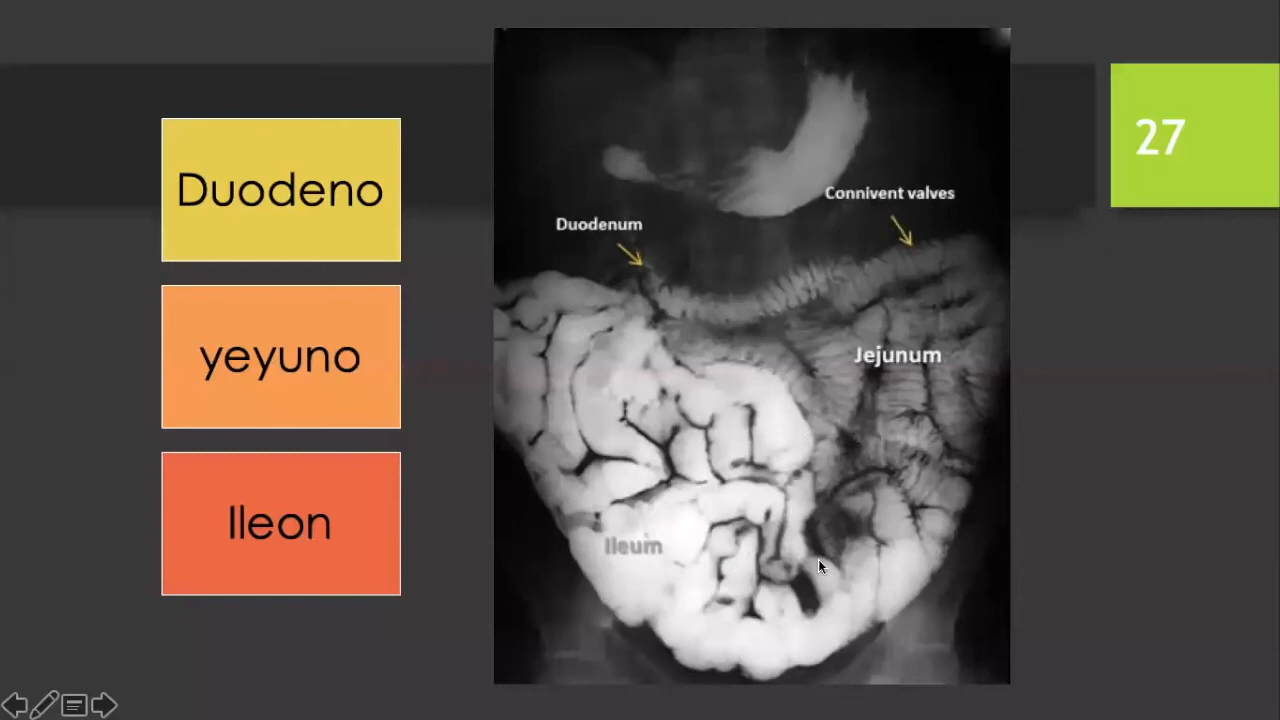 Duodeno
yeyuno
Ileon
Duodenum
Connivent valves
Jejunum
Ileum
27